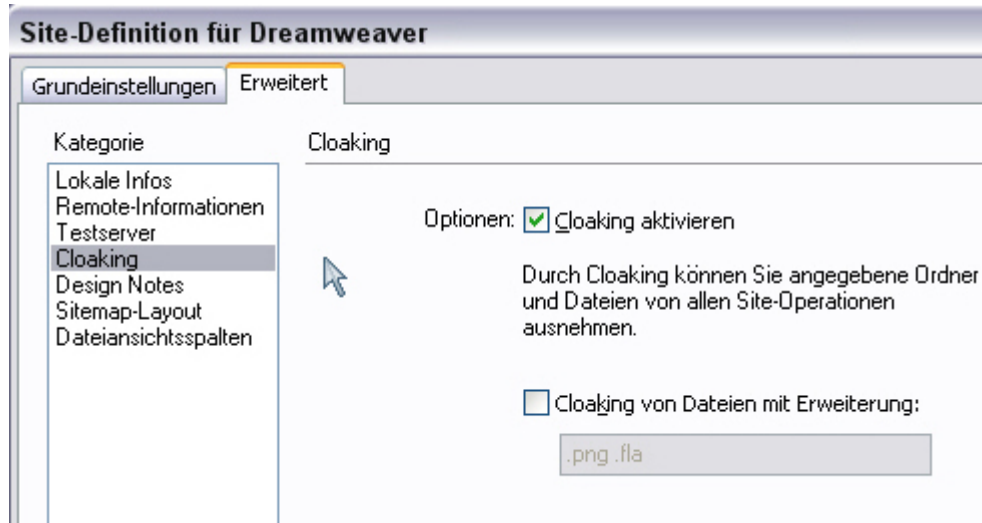 Site-Definition für Dreamweaver
Grundeinstellungen
Erweitert
Kategorie
Lokale Infos
Remote-Informationen
Testserver
Cloaking
Design Notes
Sitemap-Layout
Dateiansichtsspalten
Cloaking
Optionen: Cloaking aktivieren
Durch Cloaking können Sie angegebene Ordner
und Dateien von allen Site-Operationen
ausnehmen.
Cloaking von Dateien mit Erweiterung:
.png .fla